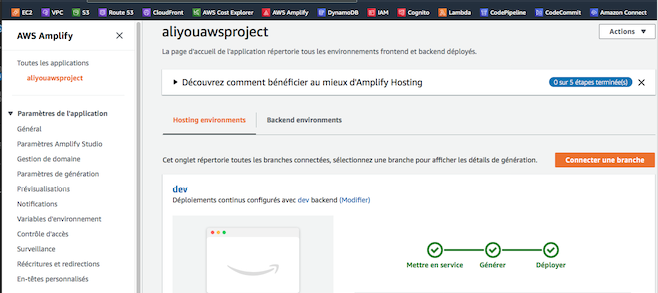 EC2 VPC S3 Route 53 CloudFront AWS Cost Explorer AWS Amplify DynamoDB IAM Cognito Lambda CodePipeline CodeCommit Amazon Connect
AWS Amplify
Toutes les applications
aliyouawsproject
Paramètres de l'application
Général
Paramètres Amplify Studio
Gestion de domaine
Paramètres de génération
Prévisualisations
Notifications
Variables d'environnement
Contrôle d'accès
Surveillance
Réécritures et redirections
En-têtes personnalisés
aliyouawsproject
Actions
La page d'accueil de l'application répertorie tous les environnements frontend et backend déployés.
Découvrez comment bénéficier au mieux d'Amplify Hosting
0 sur 5 étapes terminée(s)
Hosting environments Backend environments
Cet onglet répertorie toutes les branches connectées, sélectionnez une branche pour afficher les détails de génération.
Connecter une branche
dev
Déploiements continus configurés avec dev backend (Modifier)
Mettre en service Générer Déployer